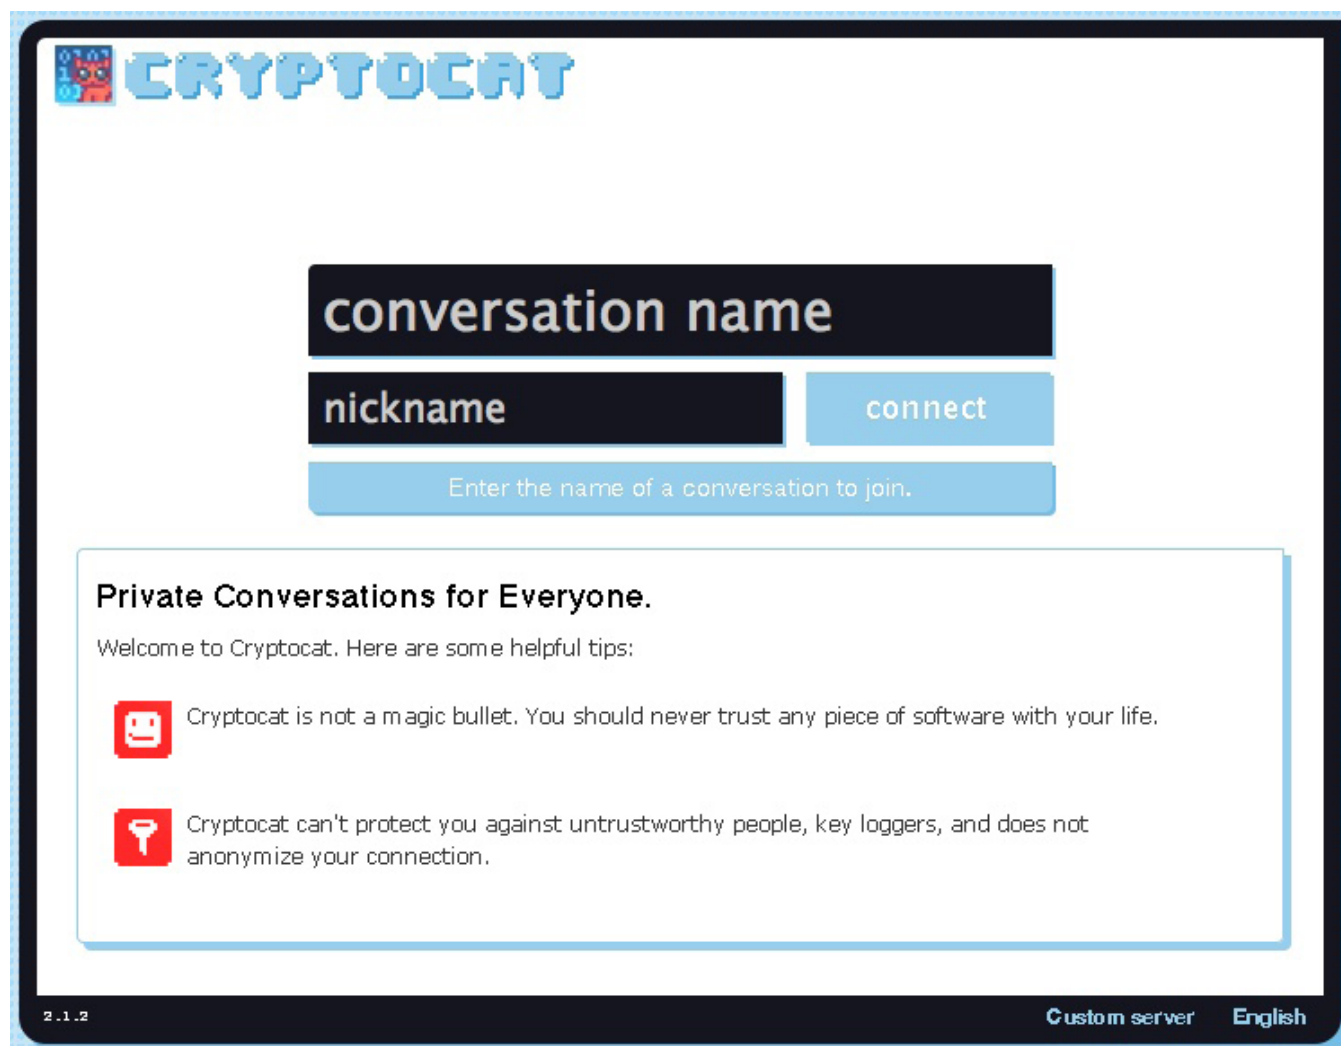 CRYPTOCAT
conversation name
nickname
connect
Enter the name of a conversation to join.
Private Conversations for Everyone.
Welcome to Cryptocat. Here are some helpful tips:
Cryptocat is not a magic bullet. You should never trust any piece of software with your life.
Cryptocat can't protect you against untrustworthy people, key loggers, and does not
anonymize your connection.
2.1.2
Custom server
English